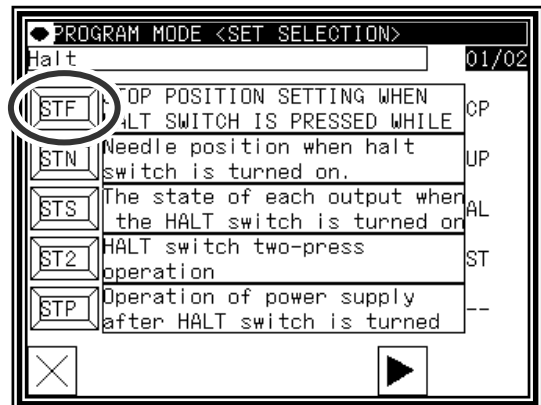 PROGRAM MODE <SET SELECTION>
Halt 01/02
STF STOP POSITION SETTING WHEN
HALT SWITCH IS PRESSED WHILE CP
STN Needle position when halt
switch is turned on. UP
STS The state of each output when
the HALT switch is turned on AL
ST2 HALT switch two-press
operation ST
STP Operation of power supply
after HALT switch is turned --